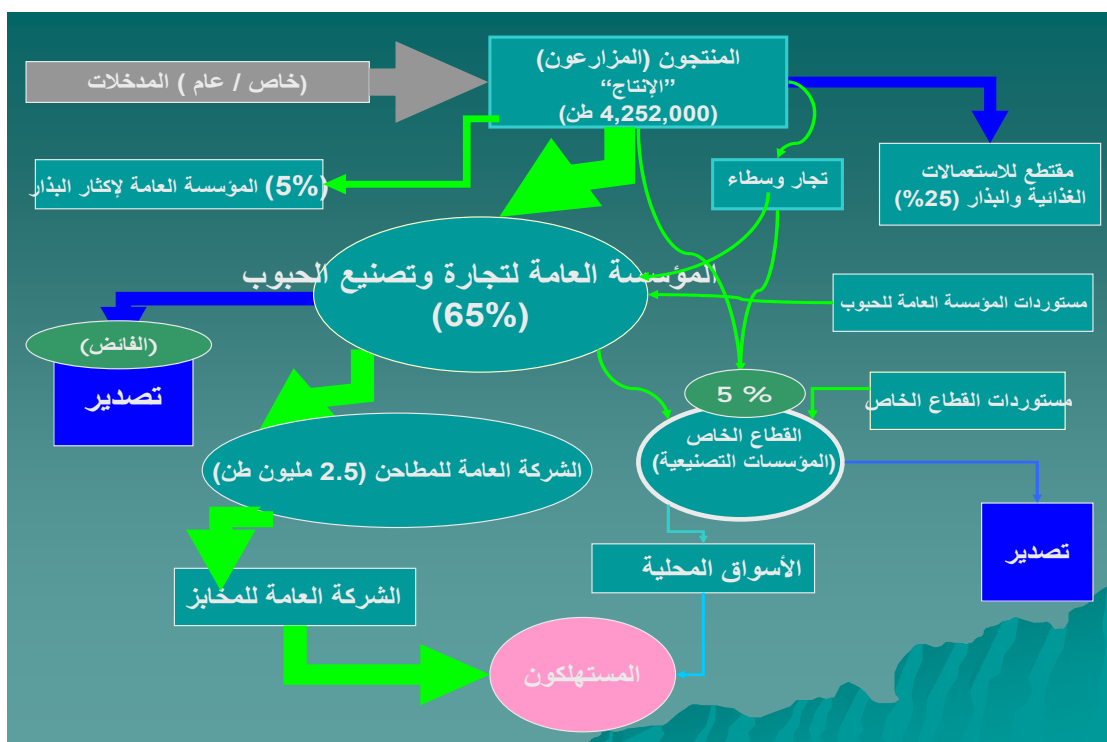 المنتجون (المزارعون)
“الإنتاج”
(4,252,000 طن)
(خاص / عام ) المدخلات
(5%) المؤسسة العامة لإكثار البذار
تجار وسطاء
مقتطع للاستعمالات
الغذائية والبذار (25%)
المؤسسة العامة لتجارة وتصنيع الحبوب
(65%)
مستوردات المؤسسة العامة للحبوب
(الفائض)
تصدير
5 %
القطاع الخاص
(المؤسسات التصنيعية)
مستوردات القطاع الخاص
الشركة العامة للمطاحن (2.5 مليون طن)
تصدير
الأسواق المحلية
الشركة العامة للمخابز
المستهلكون